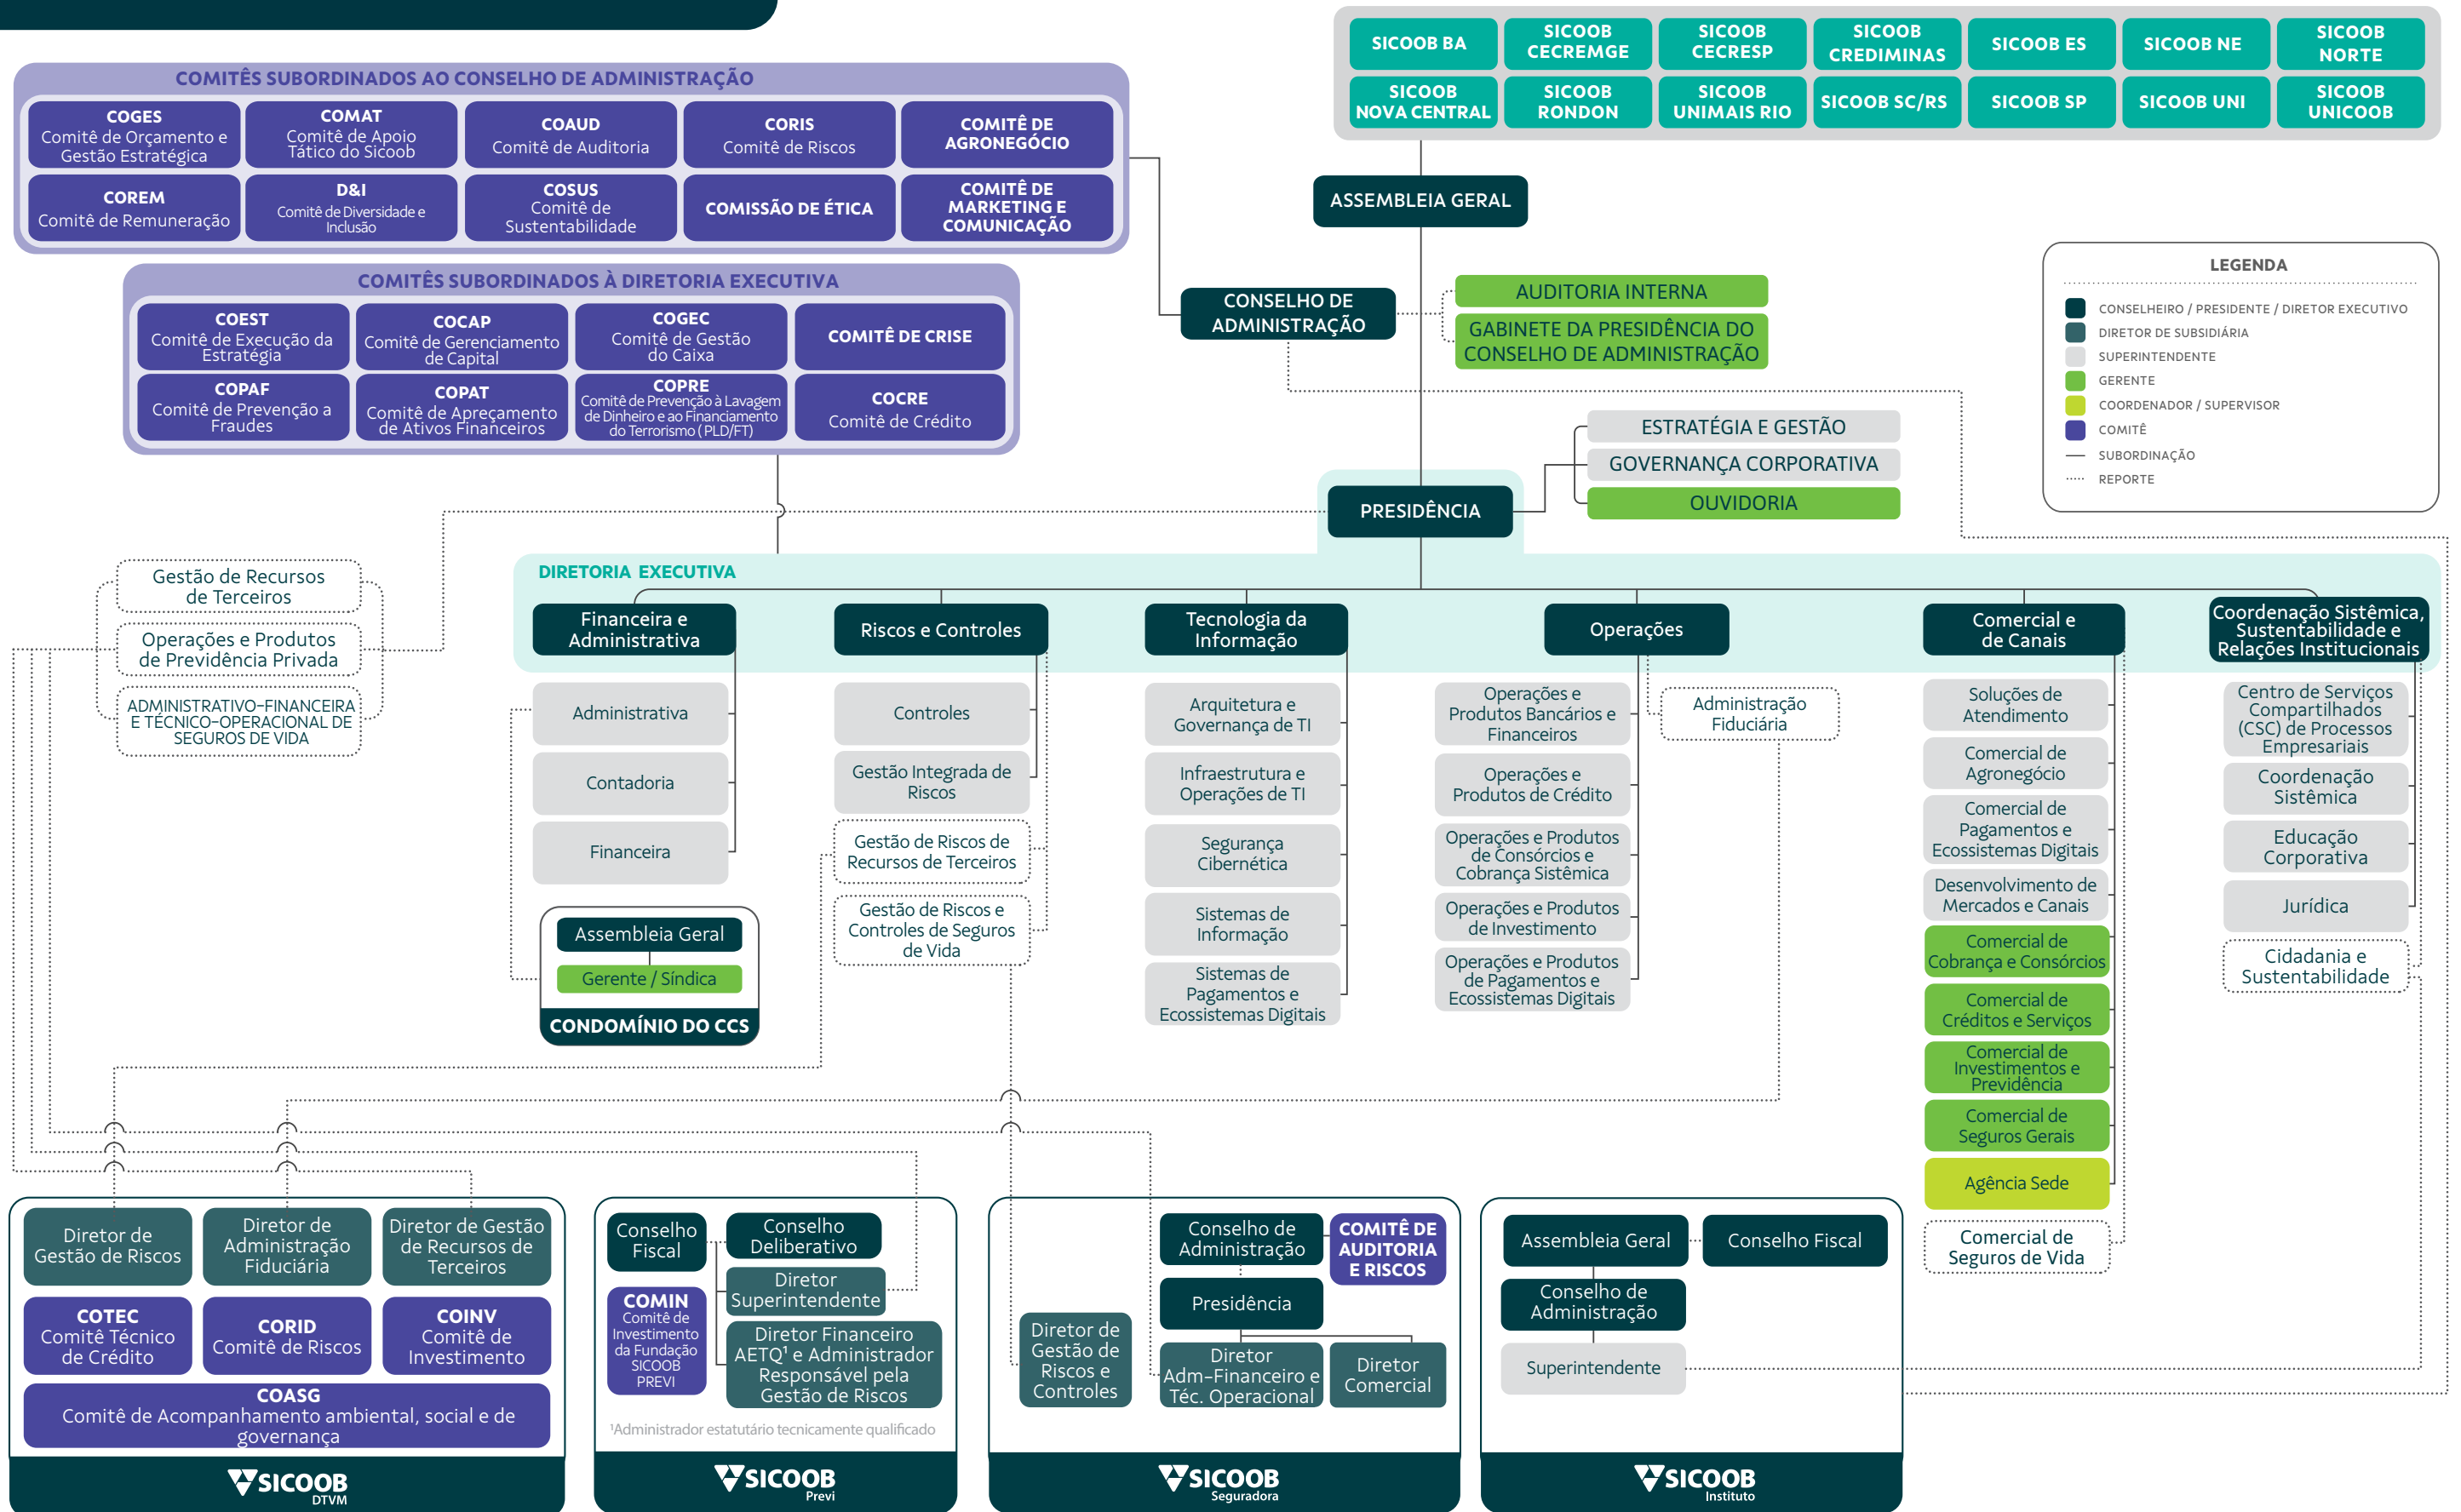 SICOOB BA
SICOOB
CECREMGE
SICOOB
CECRESP
SICOOB
CREDIMINAS
SICOOB ES
SICOOB NE
SICOOB
NORTE
SICOOB
NOVA CENTRAL
SICOOB
RONDON
SICOOB
UNIMAIS RIO
SICOOB SC/RS
SICOOB SP
SICOOB UNI
SICOOB
UNICOOB
COMITÊS SUBORDINADOS AO CONSELHO DE ADMINISTRAÇÃO
COGES
Comitê de Orçamento e
Gestão Estratégica
COMAT
Comitê de Apoio
Tático do Sicoob
COAUD
Comitê de Auditoria
CORIS
Comitê de Riscos
COMITÊ DE
AGRONEGÓCIO
COREM
Comitê de Remuneração
D&I
Comitê de Diversidade e
Inclusão
COSUS
Comitê de
Sustentabilidade
COMISSÃO DE ÉTICA
COMITÊ DE
MARKETING E
COMUNICAÇÃO
ASSEMBLEIA GERAL
COMITÊS SUBORDINADOS À DIRETORIA EXECUTIVA
COEST
Comitê de Execução da
Estratégia
COCAP
Comitê de Gerenciamento
de Capital
COGEC
Comitê de Gestão
do Caixa
COMITÊ DE CRISE
COPAF
Comitê de Prevenção a
Fraudes
COPAT
Comitê de Apreçamento
de Ativos Financeiros
COPRE
Comitê de Prevenção à Lavagem
de Dinheiro e ao Financiamento
do Terrorismo (PLD/FT)
COCRE
Comitê de Crédito
CONSELHO DE
ADMINISTRAÇÃO
AUDITORIA INTERNA
GABINETE DA PRESIDÊNCIA DO
CONSELHO DE ADMINISTRAÇÃO
LEGENDA
CONSELHEIRO / PRESIDENTE / DIRETOR EXECUTIVO
DIRETOR DE SUBSIDIÁRIA
SUPERINTENDENTE
GERENTE
COORDENADOR / SUPERVISOR
COMITÊ
SUBORDINAÇÃO
REPORTE
ESTRATÉGIA E GESTÃO
GOVERNANÇA CORPORATIVA
OUVIDORIA
PRESIDÊNCIA
Gestão de Recursos
de Terceiros
Operações e Produtos
de Previdência Privada
ADMINISTRATIVO-FINANCEIRA
E TÉCNICO-OPERACIONAL DE
SEGUROS DE VIDA
DIRETORIA EXECUTIVA
Financeira e
Administrativa
Riscos e Controles
Tecnologia da
Informação
Operações
Comercial e
de Canais
Coordenação Sistêmica,
Sustentabilidade e
Relações Institucionais
Administrativa
Contadoria
Financeira
Assembleia Geral
Gerente / Síndica
CONDOMÍNIO DO CCS
Controles
Gestão Integrada de
Riscos
Gestão de Riscos de
Recursos de Terceiros
Gestão de Riscos e
Controles de Seguros
de Vida
Arquitetura e
Governança de TI
Infraestrutura e
Operações de TI
Segurança
Cibernética
Sistemas de
Informação
Sistemas de
Pagamentos e
Ecossistemas Digitais
Operações e
Produtos Bancários e
Financeiros
Operações e
Produtos de Crédito
Operações e Produtos
de Consórcios e
Cobrança Sistêmica
Operações e Produtos
de Investimento
Operações e Produtos
de Pagamentos e
Ecossistemas Digitais
Administração
Fiduciária
Soluções de
Atendimento
Comercial de
Agronegócio
Comercial de
Pagamentos e
Ecossistemas Digitais
Desenvolvimento de
Mercados e Canais
Comercial de
Cobrança e Consórcios
Comercial de
Créditos e Serviços
Comercial de
Investimentos e
Previdência
Comercial de
Seguros Gerais
Agência Sede
Comercial de
Seguros de Vida
Centro de Serviços
Compartilhados
(CSC) de Processos
Empresariais
Coordenação
Sistêmica
Educação
Corporativa
Jurídica
Cidadania e
Sustentabilidade
Diretor de
Gestão de Riscos
Diretor de
Administração
Fiduciária
Diretor de Gestão
de Recursos de
Terceiros
COTEC
Comitê Técnico
de Crédito
CORID
Comitê de Riscos
COINV
Comitê de
Investimento
COASG
Comitê de Acompanhamento ambiental, social e de
governança
SICOOB
DTVM
Conselho
Fiscal
Conselho
Deliberativo
Diretor
Superintendente
COMIN
Comitê de
Investimento
da Fundação
SICOOB
PREVI
Diretor Financeiro
AETQ¹ e Administrador
Responsável pela
Gestão de Riscos
¹Administrador estatutário tecnicamente qualificado
SICOOB
Previ
Conselho de
Administração
COMITÊ DE
AUDITORIA
E RISCOS
Presidência
Diretor de
Gestão de
Riscos e
Controles
Diretor
Adm-Financeiro e
Téc. Operacional
Diretor
Comercial
SICOOB
Seguradora
Assembleia Geral
Conselho Fiscal
Conselho de
Administração
Superintendente
SICOOB
Instituto